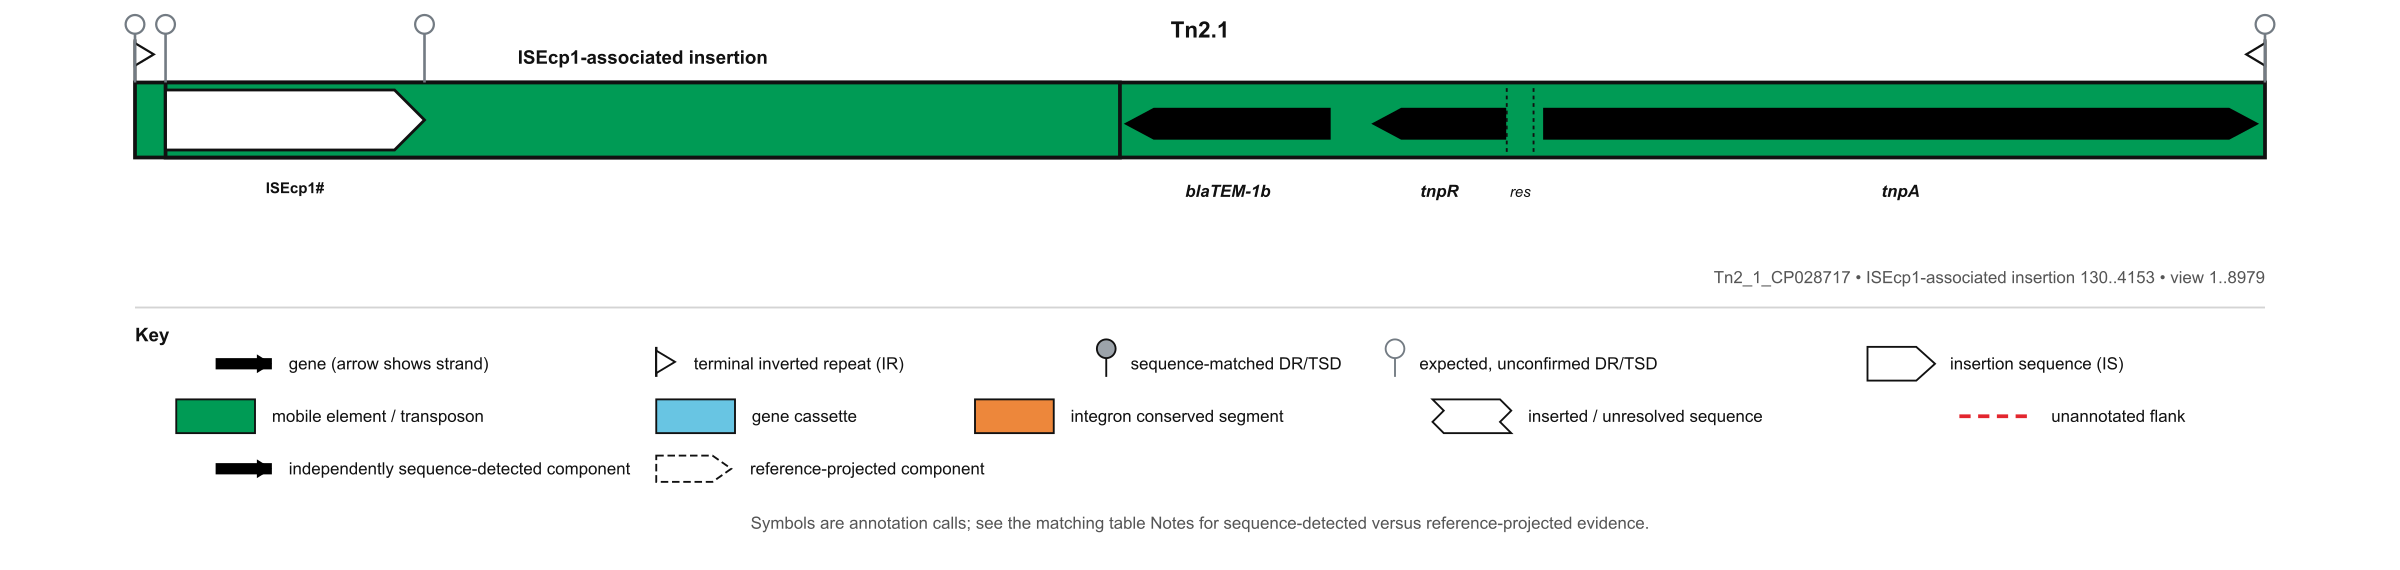 Tn2.1
ISEcp1-associated insertion
ISEcp1#
blaTEM-1b
tnpR
res
tnpA
Tn2_1_CP028717 • ISEcp1-associated insertion 130..4153 • view 1..8979
Key
gene (arrow shows strand)
terminal inverted repeat (IR)
sequence-matched DR/TSD
expected, unconfirmed DR/TSD
insertion sequence (IS)
mobile element / transposon
gene cassette
integron conserved segment
inserted / unresolved sequence
unannotated flank
independently sequence-detected component
reference-projected component
Symbols are annotation calls; see the matching table Notes for sequence-detected versus reference-projected evidence.